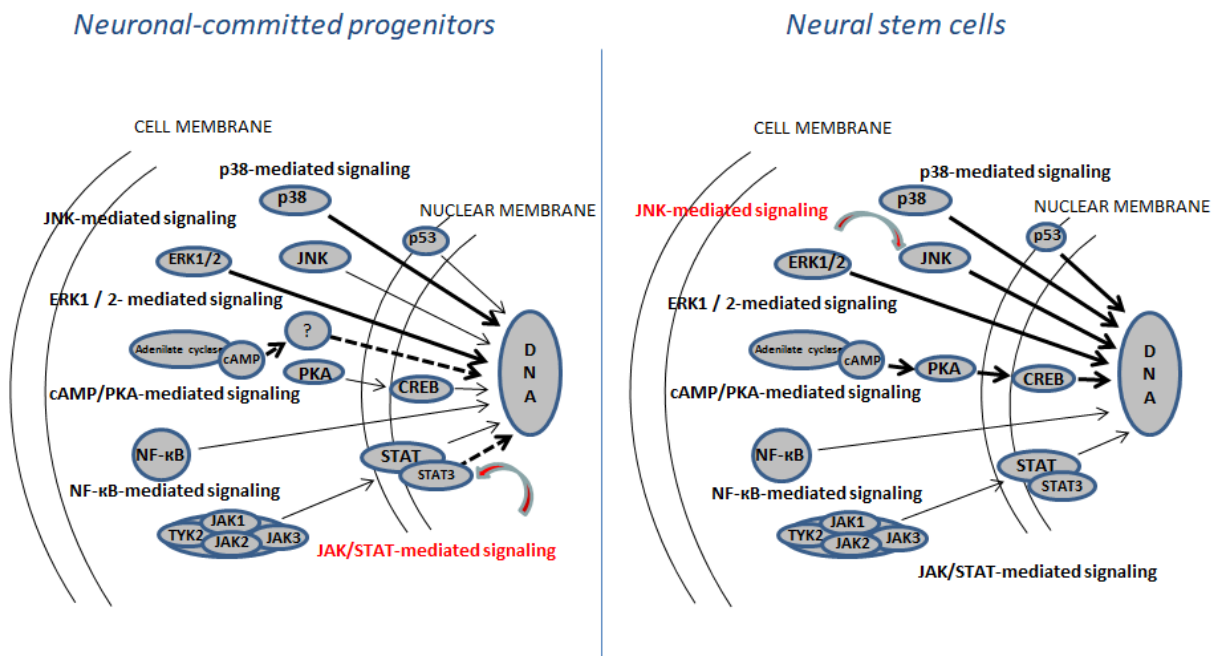 Neuronal-committed progenitors
CELL MEMBRANE
p38-mediated signaling
p38
NUCLEAR MEMBRANE
JNK-mediated signaling
p53
ERK1/2
JNK
ERK1 / 2- mediated signaling
?
Adenilate cyclase
cAMP
PKA
CREB
cAMP/PKA-mediated signaling
D
N
A
NF-κB
STAT
STAT3
NF-κB-mediated signaling
JAK1
TYK2
JAK2
JAK3
JAK/STAT-mediated signaling
Neural stem cells
CELL MEMBRANE
p38-mediated signaling
p38
NUCLEAR MEMBRANE
JNK-mediated signaling
p53
ERK1/2
JNK
ERK1 / 2-mediated signaling
Adenilate cyclase
cAMP
PKA
CREB
cAMP/PKA-mediated signaling
D
N
A
NF-κB
STAT
STAT3
NF-κB-mediated signaling
JAK1
TYK2
JAK2
JAK3
JAK/STAT-mediated signaling